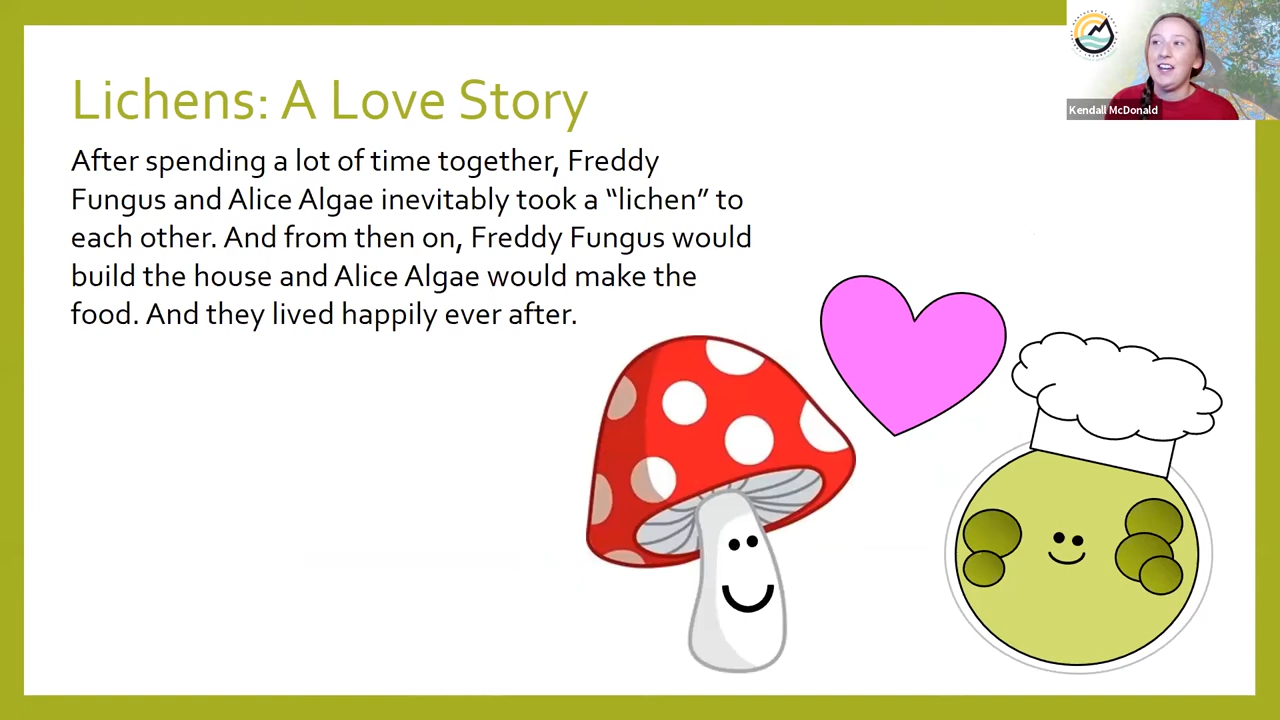 Lichens: A Love Story
After spending a lot of time together, Freddy
Fungus and Alice Algae inevitably took a “lichen” to
each other. And from then on, Freddy Fungus would
build the house and Alice Algae would make the
food. And they lived happily ever after.
Kendall McDonald